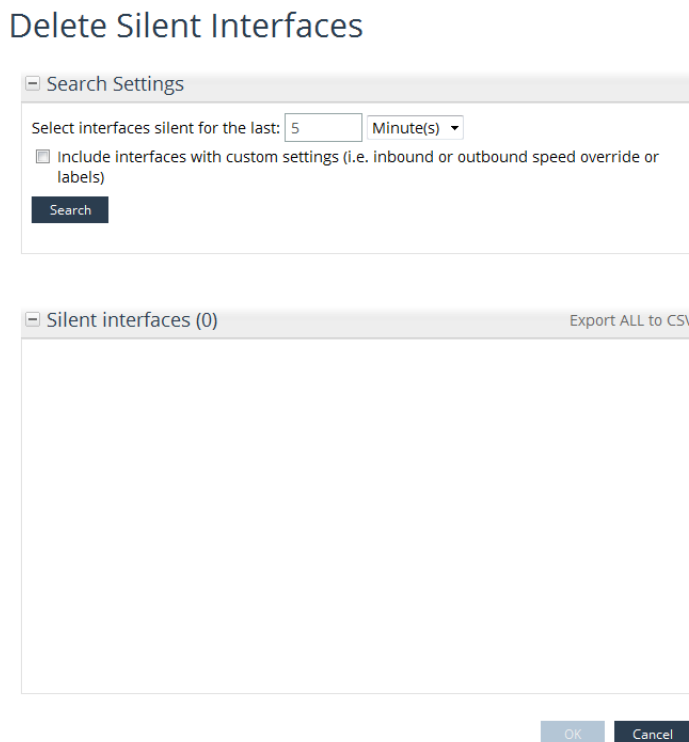 Delete Silent Interfaces
Search Settings
Select interfaces silent for the last: 5 Minute(s)
Include interfaces with custom settings (i.e. inbound or outbound speed override or
labels)
Search
Silent interfaces (0) Export ALL to CSV
OK Cancel